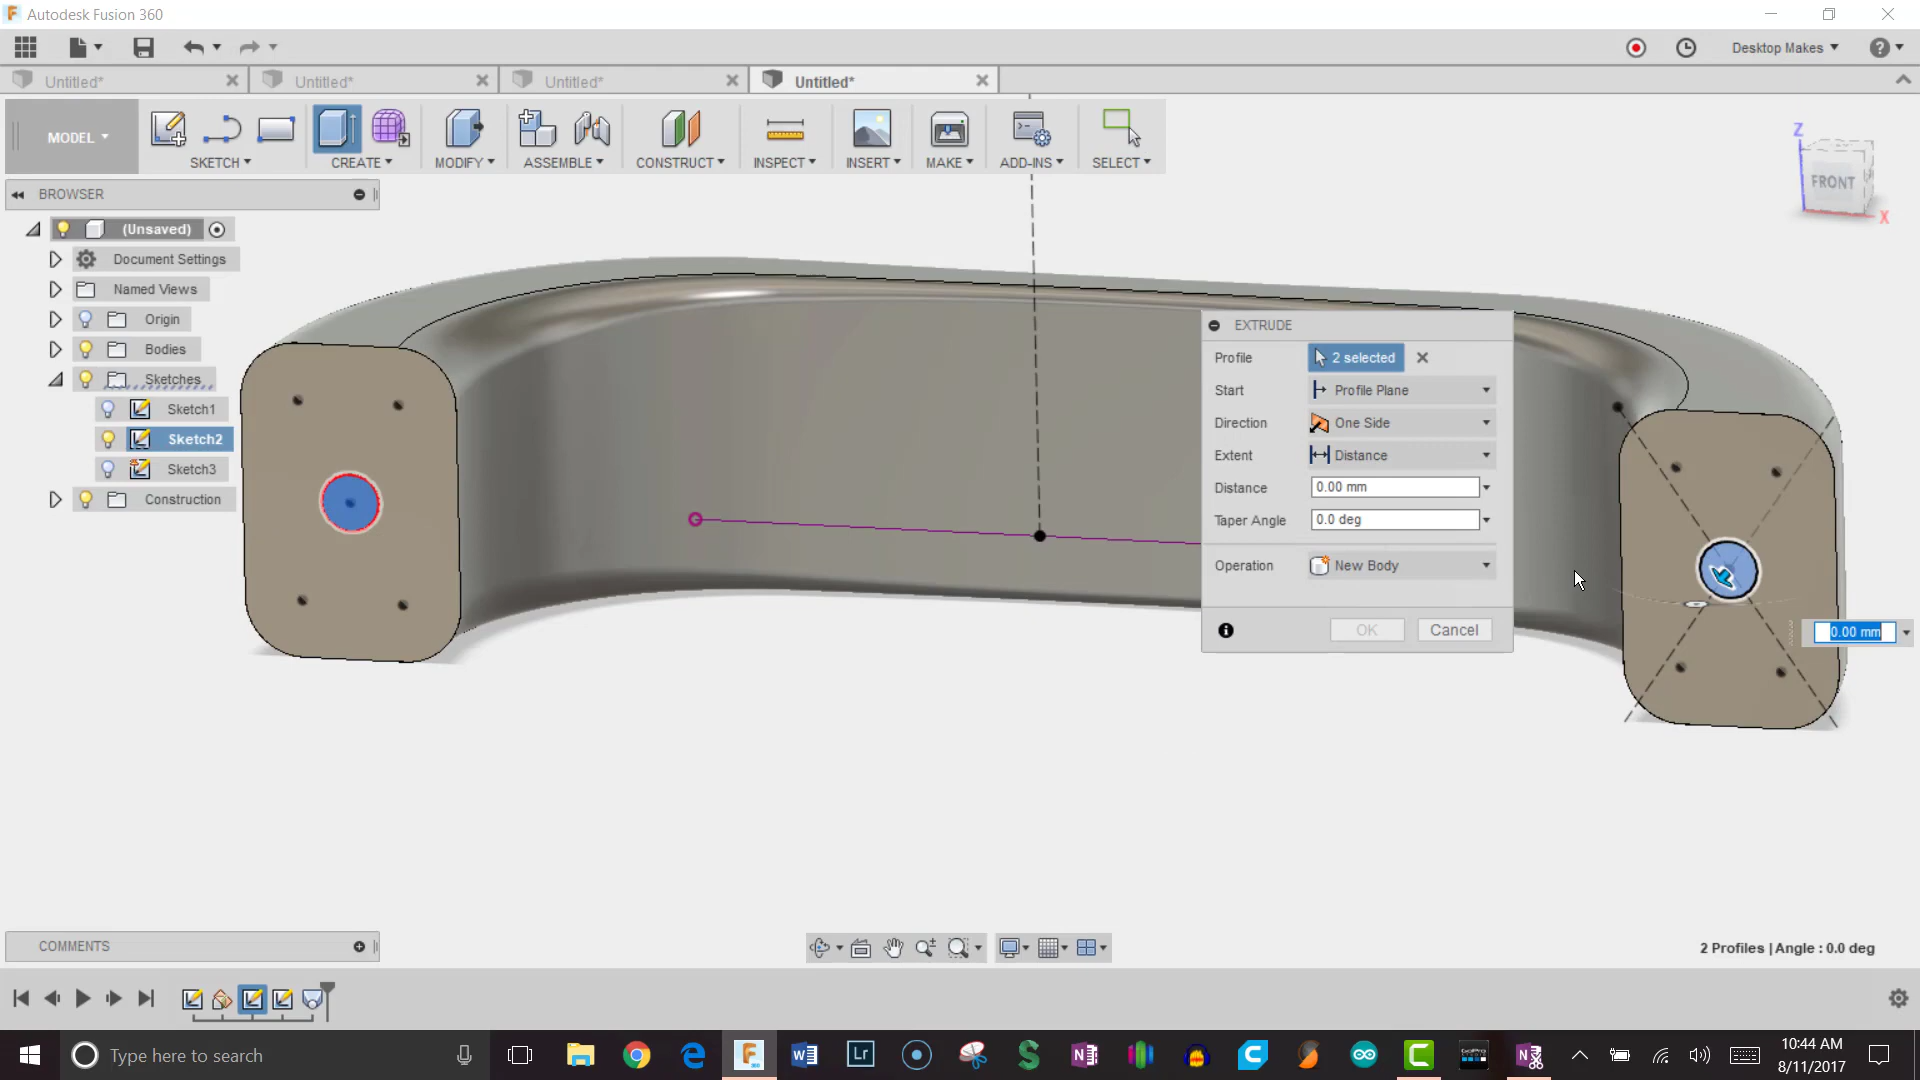 Autodesk Fusion 360
Desktop Makes
Untitled*
Untitled*
Untitled*
Untitled*
MODEL
SKETCH
CREATE
MODIFY
ASSEMBLE
CONSTRUCT
INSPECT
INSERT
MAKE
ADD-INS
SELECT
BROWSER
(Unsaved)
Document Settings
Named Views
Origin
Bodies
Sketches
Sketch1
Sketch2
Sketch3
Construction
Z
FRONT
X
EXTRUDE
Profile 2 selected
Start Profile Plane
Direction One Side
Extent Distance
Distance 0.00 mm
Taper Angle 0.0 deg
Operation New Body
OK Cancel
0.00 mm
COMMENTS
2 Profiles | Angle : 0.0 deg
Type here to search
Lr
10:44 AM
8/11/2017